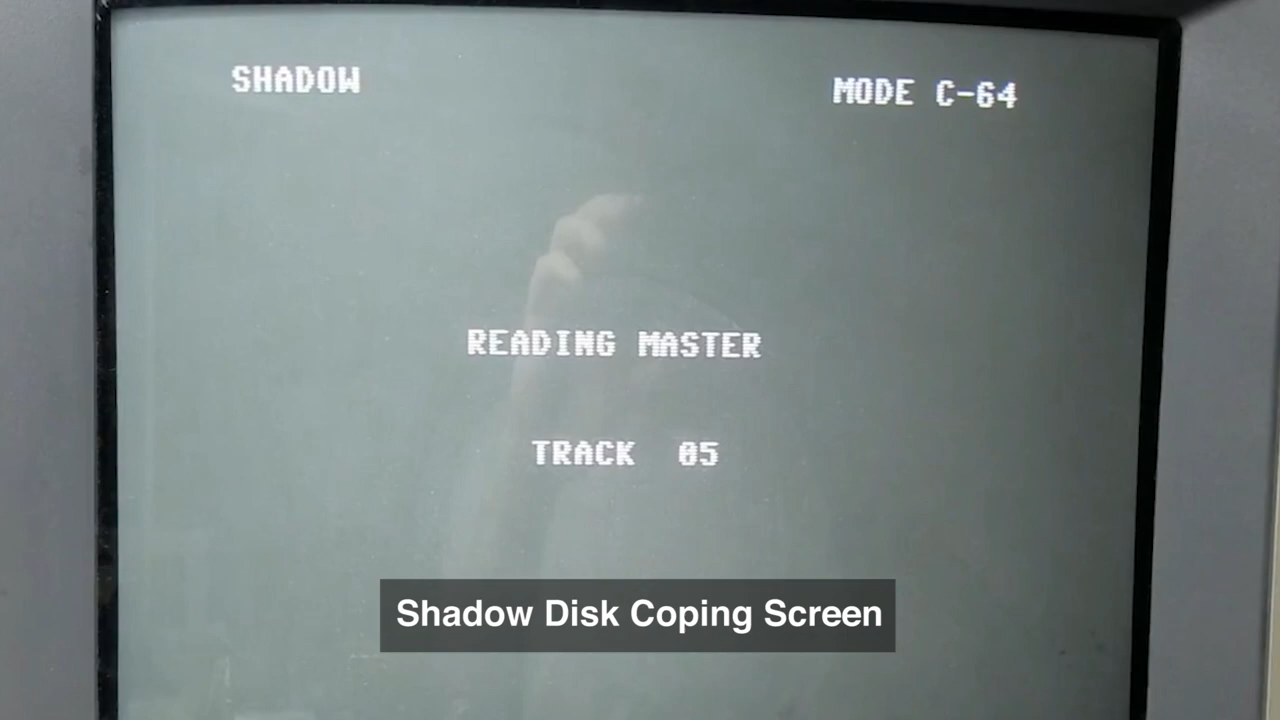 SHADOW
MODE C-64
READING MASTER
TRACK 05
Shadow Disk Coping Screen